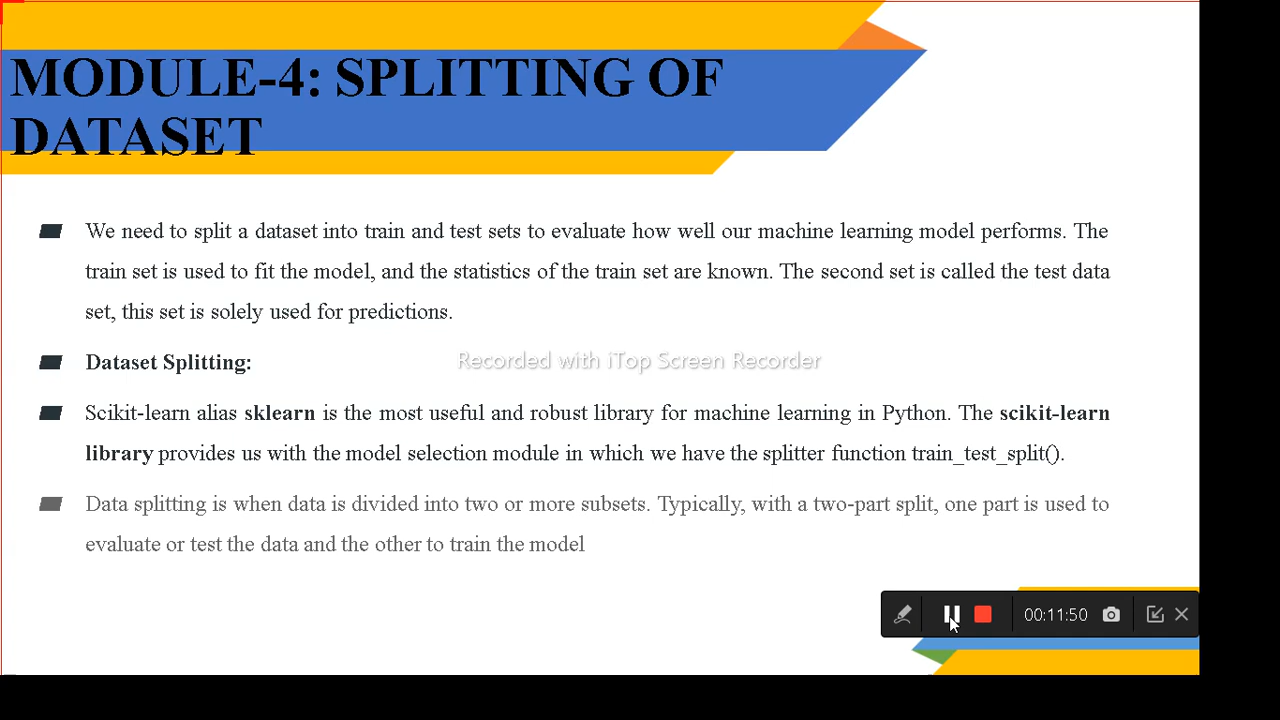 MODULE-4: SPLITTING OF
DATASET
We need to split a dataset into train and test sets to evaluate how well our machine learning model performs. The
train set is used to fit the model, and the statistics of the train set are known. The second set is called the test data
set, this set is solely used for predictions.
Dataset Splitting:
Recorded with iTop Screen Recorder
Scikit-learn alias sklearn is the most useful and robust library for machine learning in Python. The scikit-learn
library provides us with the model selection module in which we have the splitter function train_test_split().
Data splitting is when data is divided into two or more subsets. Typically, with a two-part split, one part is used to
evaluate or test the data and the other to train the model
00:11:50